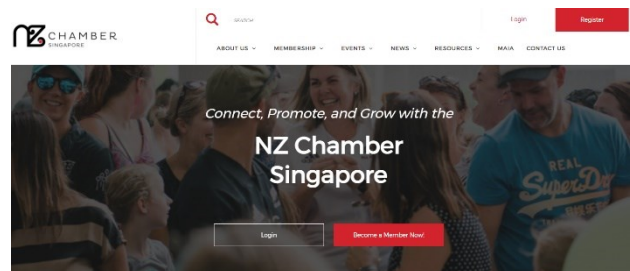 NZ CHAMBER
SINGAPORE
SEARCH
Login
Register
ABOUT US
MEMBERSHIP
EVENTS
NEWS
RESOURCES
MAIA
CONTACT US
Connect, Promote, and Grow with the
NZ Chamber
Singapore
REAL
SuperDry
Login
Become a Member Now!